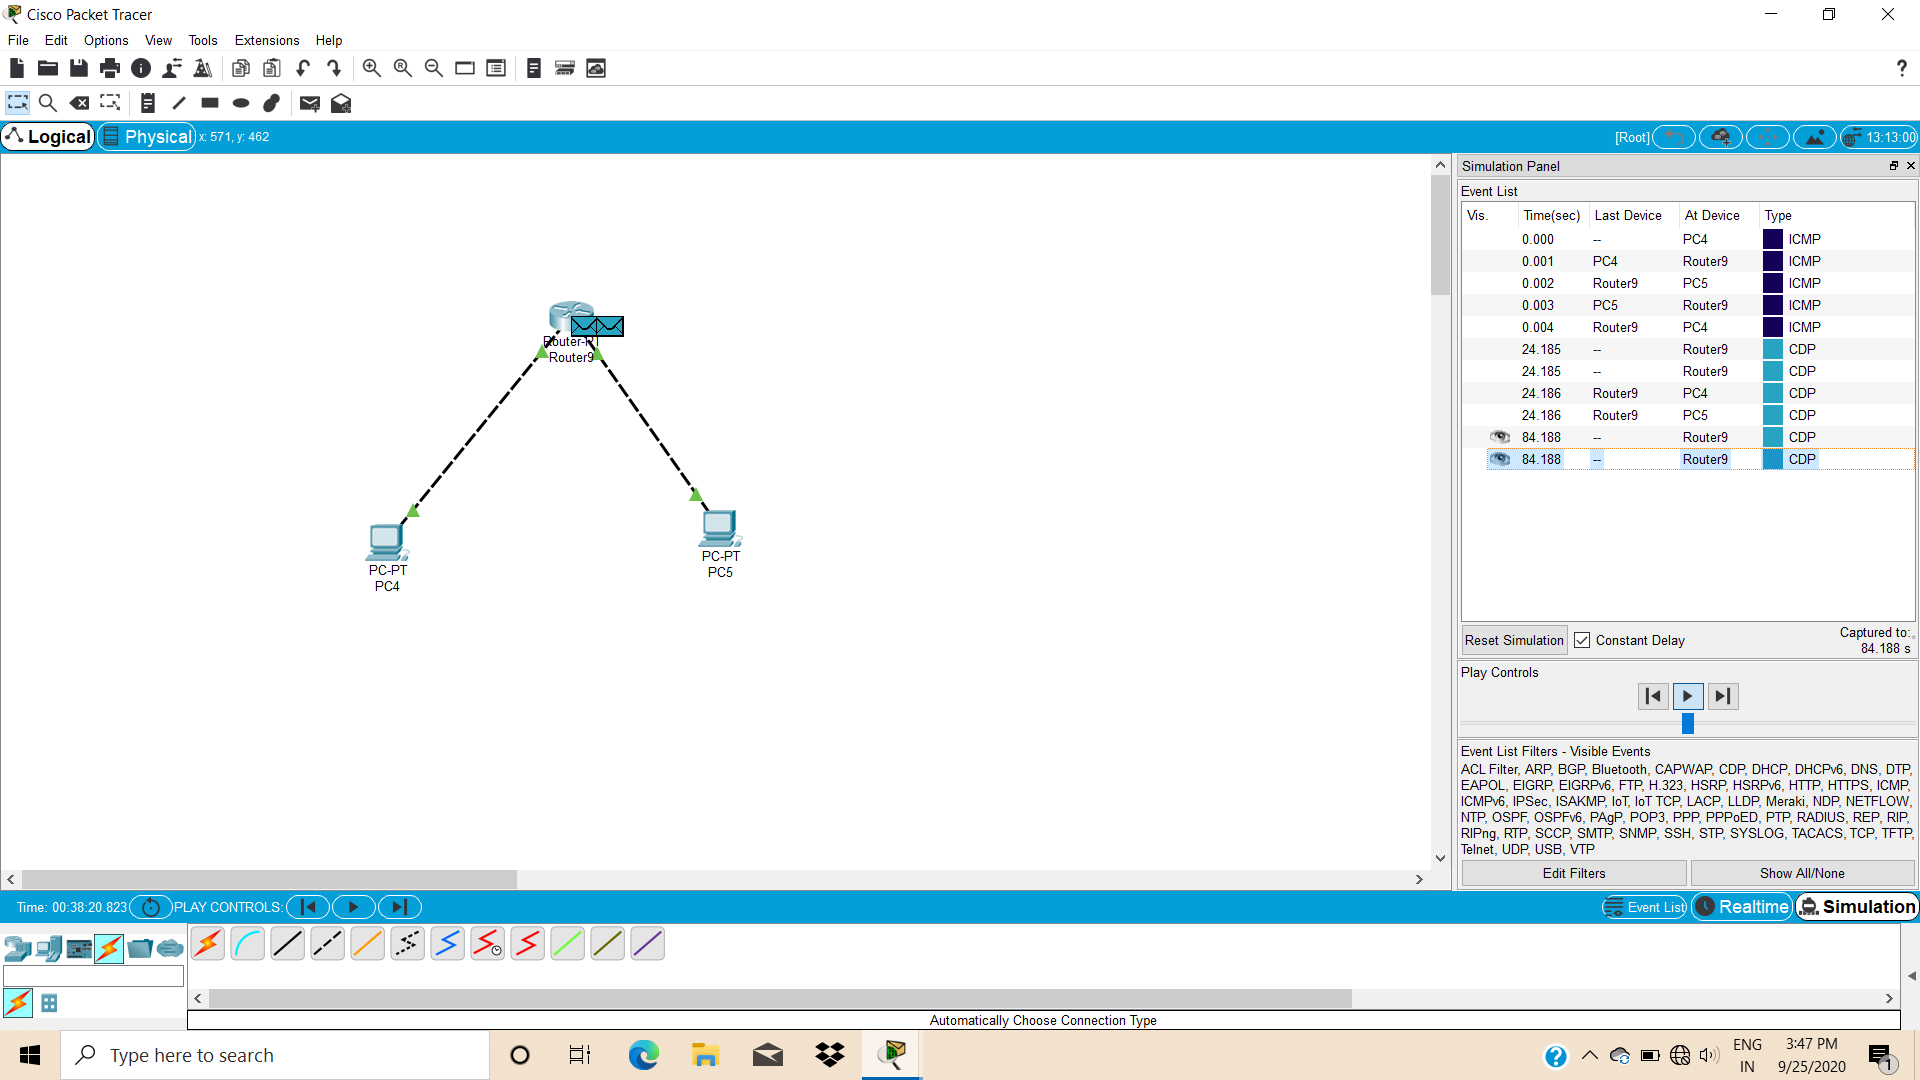 Cisco Packet Tracer
File Edit Options View Tools Extensions Help
?
Logical Physical x: 571, y: 462 [Root] 13:13:00
Router-PT
Router9
PC-PT
PC4
PC-PT
PC5
Simulation Panel
Event List
Vis. Time(sec) Last Device At Device Type
0.000 -- PC4 ICMP
0.001 PC4 Router9 ICMP
0.002 Router9 PC5 ICMP
0.003 PC5 Router9 ICMP
0.004 Router9 PC4 ICMP
24.185 -- Router9 CDP
24.185 -- Router9 CDP
24.186 Router9 PC4 CDP
24.186 Router9 PC5 CDP
84.188 -- Router9 CDP
84.188 -- Router9 CDP
Reset Simulation Constant Delay Captured to:
84.188 s
Play Controls
Event List Filters - Visible Events
ACL Filter, ARP, BGP, Bluetooth, CAPWAP, CDP, DHCP, DHCPv6, DNS, DTP,
EAPOL, EIGRP, EIGRPv6, FTP, H.323, HSRP, HSRPv6, HTTP, HTTPS, ICMP,
ICMPv6, IPSec, ISAKMP, IoT, IoT TCP, LACP, LLDP, Meraki, NDP, NETFLOW,
NTP, OSPF, OSPFv6, PAgP, POP3, PPP, PPPoED, PTP, RADIUS, REP, RIP,
RIPng, RTP, SCCP, SMTP, SNMP, SSH, STP, SYSLOG, TACACS, TCP, TFTP,
Telnet, UDP, USB, VTP
Edit Filters Show All/None
Time: 00:38:20.823 PLAY CONTROLS: Event List Realtime Simulation
Automatically Choose Connection Type
Type here to search
ENG
IN
3:47 PM
9/25/2020
1